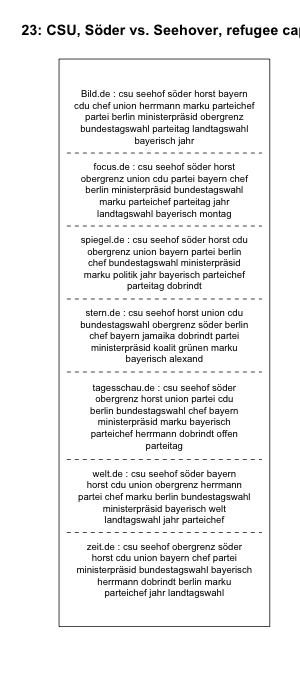 23: CSU, Söder vs. Seehover, refugee cap
Bild.de : csu seehof söder horst bayern
cdu chef union herrmann marku parteichef
partei berlin ministerpräsid obergrenz
bundestagswahl parteitag landtagswahl
bayerisch jahr
focus.de : csu seehof söder horst
obergrenz union cdu partei bayern chef
berlin ministerpräsid bundestagswahl
marku parteichef parteitag jahr
landtagswahl bayerisch montag
spiegel.de : csu seehof söder horst cdu
obergrenz union bayern partei berlin
chef bundestagswahl ministerpräsid
marku politik jahr bayerisch parteichef
parteitag dobrindt
stern.de : csu seehof horst union cdu
bundestagswahl obergrenz söder berlin
chef bayern jamaika dobrindt partei
ministerpräsid koalit grünen marku
bayerisch alexand
tagesschau.de : csu seehof söder
obergrenz horst union partei cdu
berlin bundestagswahl chef bayern
ministerpräsid marku bayerisch
parteichef herrmann dobrindt offen
parteitag
welt.de : csu seehof söder bayern
horst cdu union obergrenz herrmann
partei chef marku berlin bundestagswahl
ministerpräsid bayerisch welt
landtagswahl jahr parteichef
zeit.de : csu seehof obergrenz söder
horst cdu union bayern chef partei
ministerpräsid bundestagswahl bayerisch
herrmann dobrindt berlin marku
parteichef jahr landtagswahl